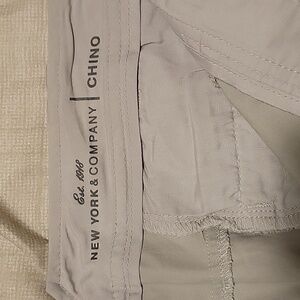 Est. 1918
NEW YORK & COMPANY | CHINO